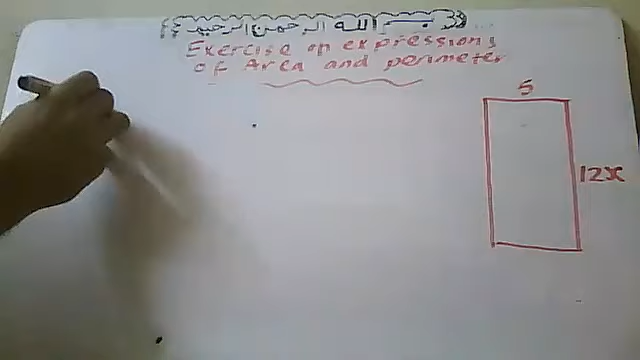 بسم الله الرحمن الرحيم
Exercise on expressions
of Area and perimeter
5
12x